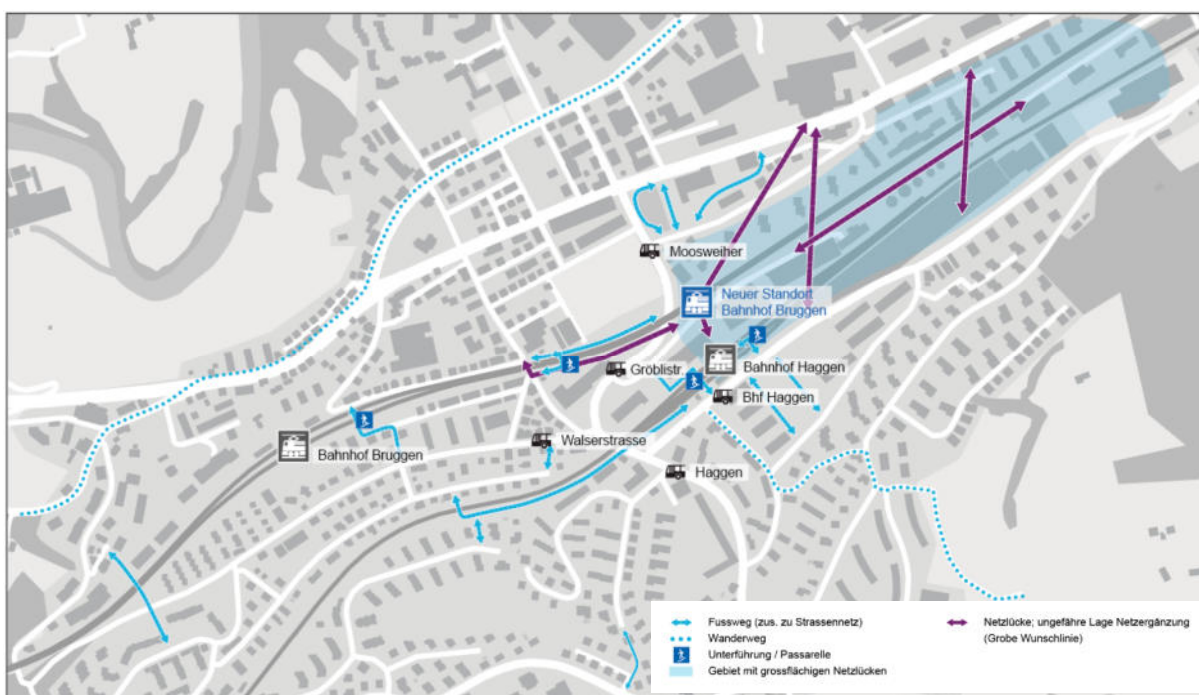 Moosweiher
Neuer Standort
Bahnhof Bruggen
Gröblistr.
Bahnhof Haggen
Bhf Haggen
Walserstrasse
Bahnhof Bruggen
Haggen
Fussweg (zus. zu Strassennetz)
Wanderweg
Unterführung / Passarelle
Gebiet mit grossflächigen Netzlücken
Netzlücke; ungefähre Lage Netzergänzung
(Grobe Wunschlinie)